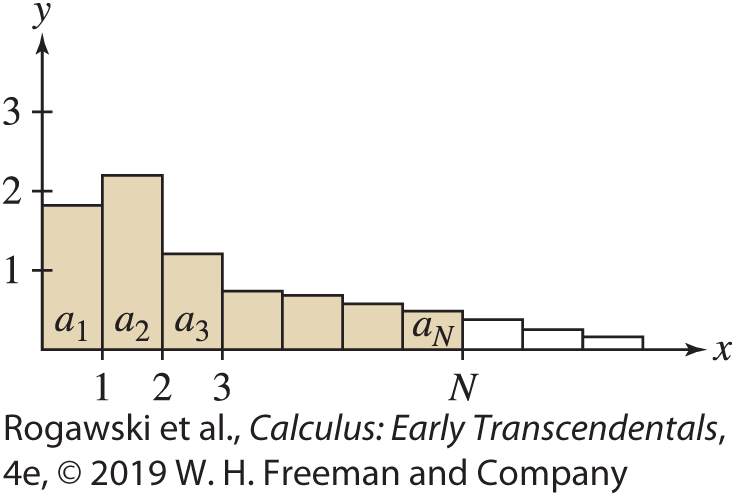 y
3
2
1
a1 a2 a3 aN
x
1 2 3 N
Rogawski et al., Calculus: Early Transcendentals,
4e, © 2019 W. H. Freeman and Company